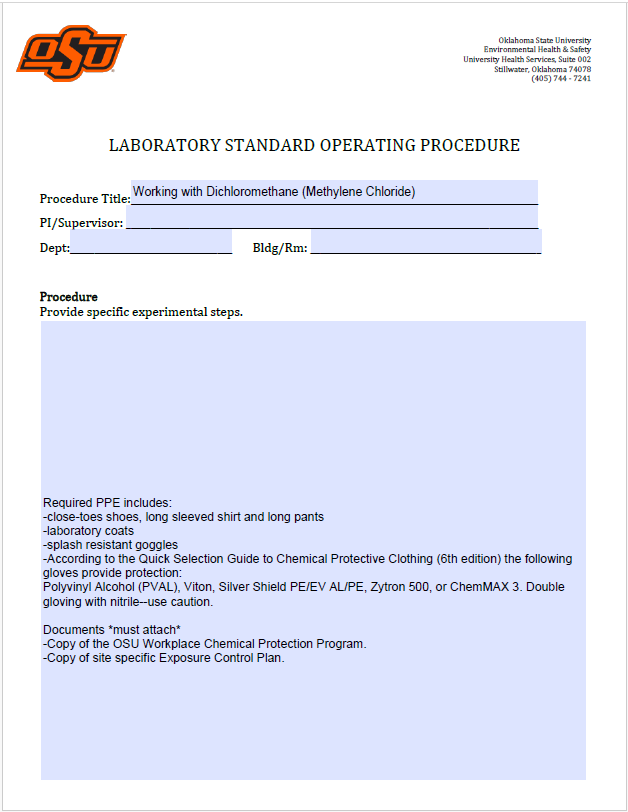 OSU
Oklahoma State University
Environmental Health & Safety
University Health Services, Suite 002
Stillwater, Oklahoma 74078
(405) 744 - 7241
LABORATORY STANDARD OPERATING PROCEDURE
Procedure Title: Working with Dichloromethane (Methylene Chloride)
PI/Supervisor:
Dept: Bldg/Rm:
Procedure
Provide specific experimental steps.
Required PPE includes:
-close-toes shoes, long sleeved shirt and long pants
-laboratory coats
-splash resistant goggles
-According to the Quick Selection Guide to Chemical Protective Clothing (6th edition) the following
gloves provide protection:
Polyvinyl Alcohol (PVAL), Viton, Silver Shield PE/EV AL/PE, Zytron 500, or ChemMAX 3. Double
gloving with nitrile--use caution.
Documents *must attach*
-Copy of the OSU Workplace Chemical Protection Program.
-Copy of site specific Exposure Control Plan.